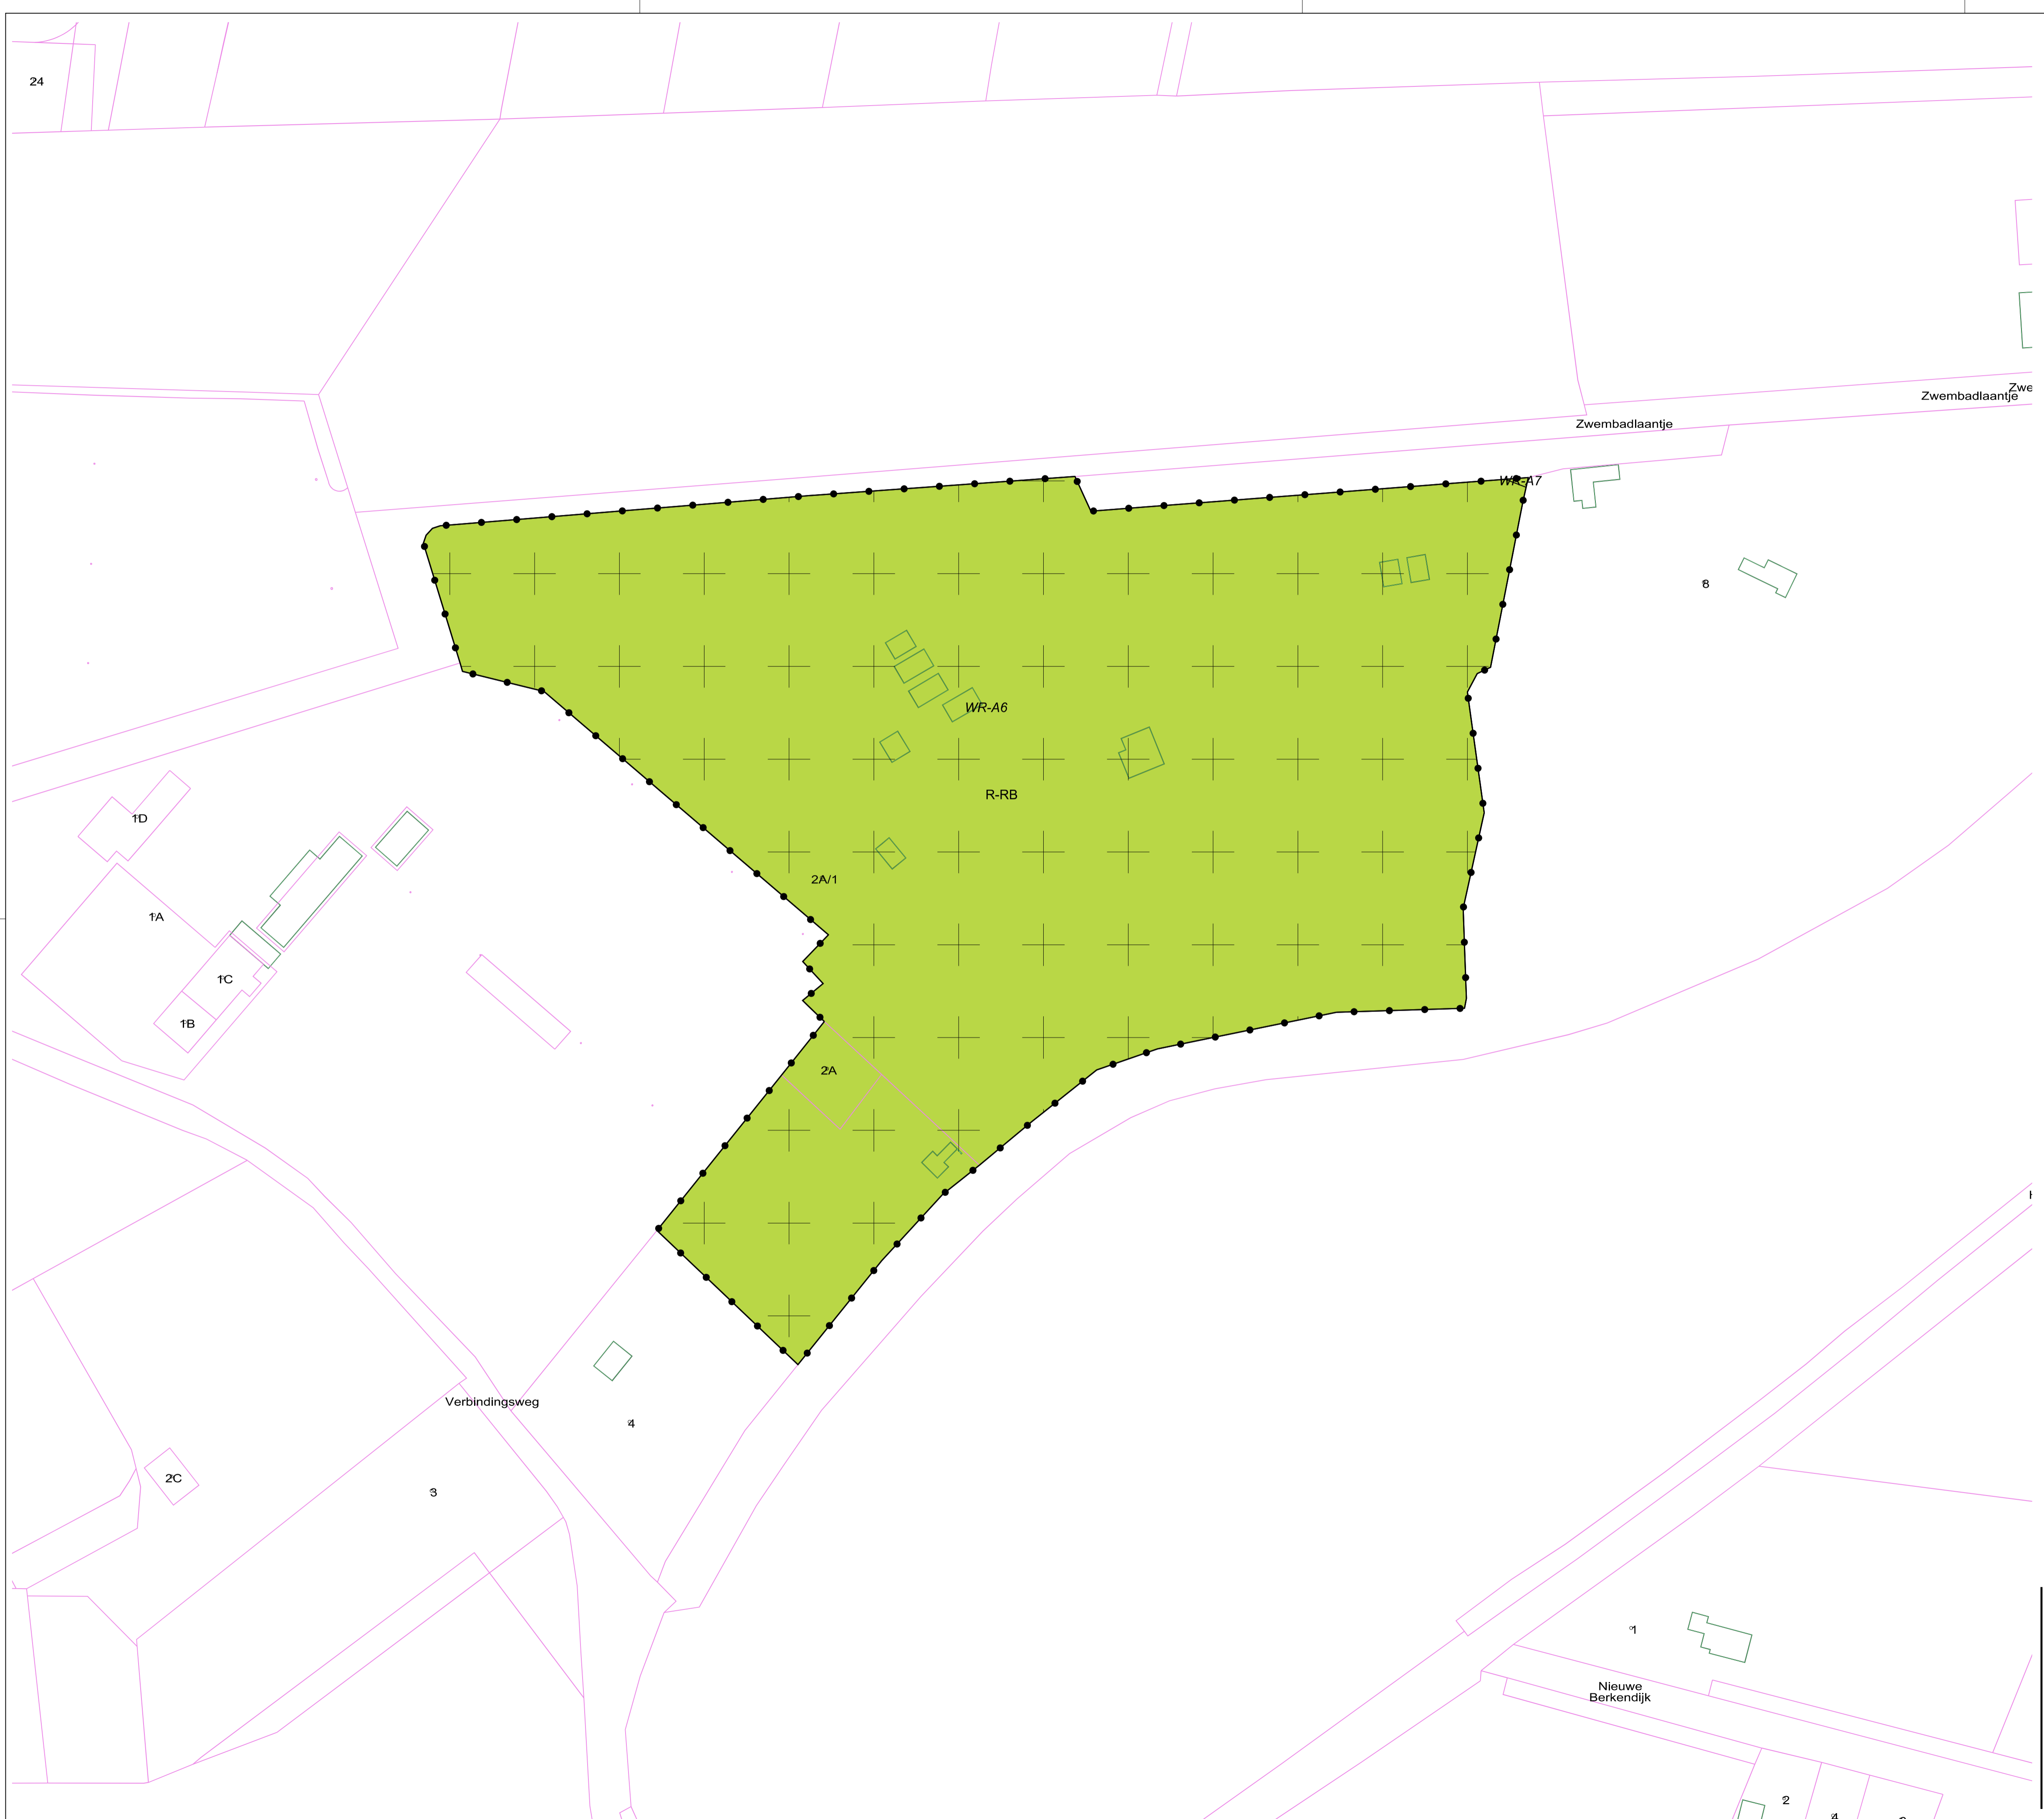 24
Zwe
Zwembadlaantje
Zwembadlaantje
WR-A7
8
WR-A6
R-RB
1D
2A/1
1A
1C
1B
2A
Verbindingsweg
4
2C
3
1
Nieuwe
Berkendijk
2
4